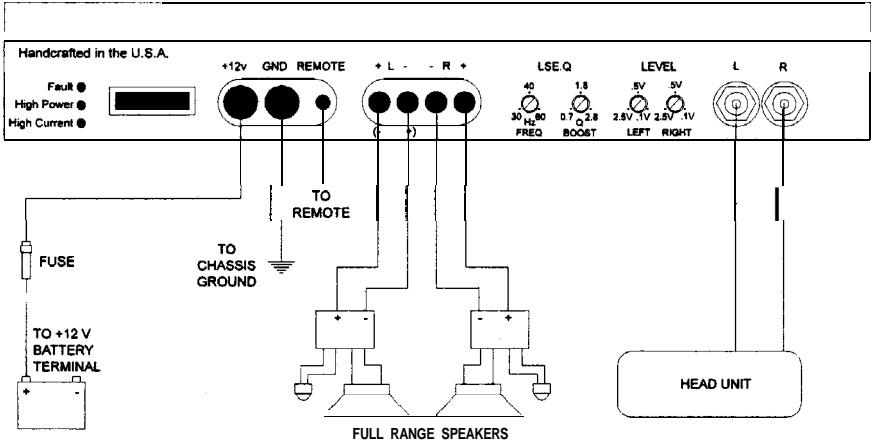 Handcrafted in the U.S.A.
Fault
High Power
High Current
+12v GND REMOTE
+ L - - R +
(- +)
LSE.Q
40
30 60
Hz
FREQ
1.8
0.7 2.8
Q
BOOST
LEVEL
.5V .5V
2.5V .1V 2.5V .1V
LEFT RIGHT
L R
TO
REMOTE
FUSE
TO
CHASSIS
GROUND
TO +12 V
BATTERY
TERMINAL
+ -
+ -
- +
HEAD UNIT
FULL RANGE SPEAKERS